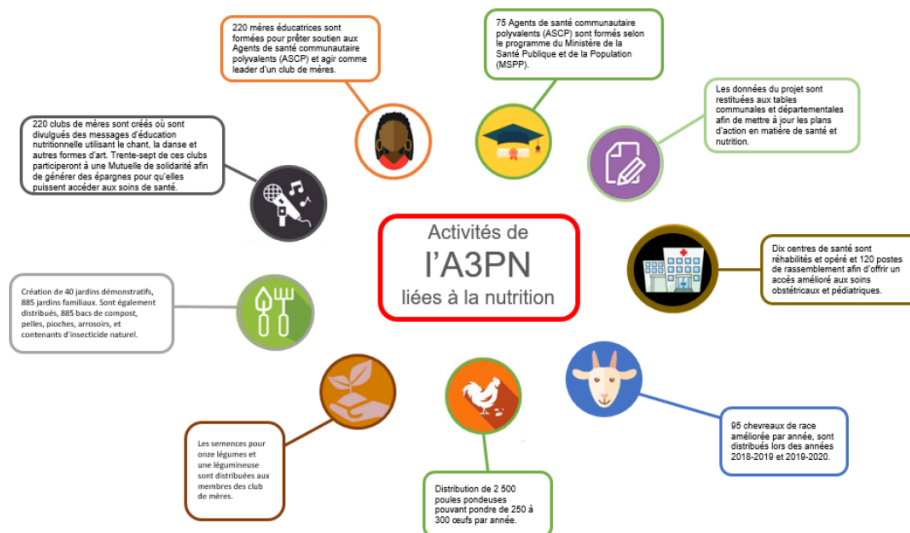 220 mères éducatrices sont
formées pour prêter soutien aux
Agents de santé communautaire
polyvalents (ASCP) et agir comme
leader d'un club de mères.
75 Agents de santé communautaire
polyvalents (ASCP) sont formés selon
le programme du Ministère de la
Santé Publique et de la Population
(MSPP).
Les données du projet sont
restituées aux tables
communales et départementales
afin de mettre à jour les plans
d'action en matière de santé et
nutrition.
220 clubs de mères sont créés où sont
divulgués des messages d'éducation
nutritionnelle utilisant le chant, la danse et
autres formes d'art. Trente-sept de ces clubs
participeront à une Mutuelle de solidarité afin
de générer des épargnes pour qu'elles
puissent accéder aux soins de santé.
Activités de
l'A3PN
liées à la nutrition
Dix centres de santé sont
réhabilités et opéré et 120 postes
de rassemblement afin d'offrir un
accès amélioré aux soins
obstétricaux et pédiatriques.
Création de 40 jardins démonstratifs,
885 jardins familiaux. Sont également
distribués, 885 bacs de compost,
pelles, pioches, arrosoirs, et
contenants d'insecticide naturel.
95 chevreaux de race
améliorée par année, sont
distribués lors des années
2018-2019 et 2019-2020.
Les semences pour
onze légumes et
une légumineuse
sont distribuées aux
membres des club
de mères.
Distribution de 2 500
poules pondeuses
pouvant pondre de 250 à
300 œufs par année.